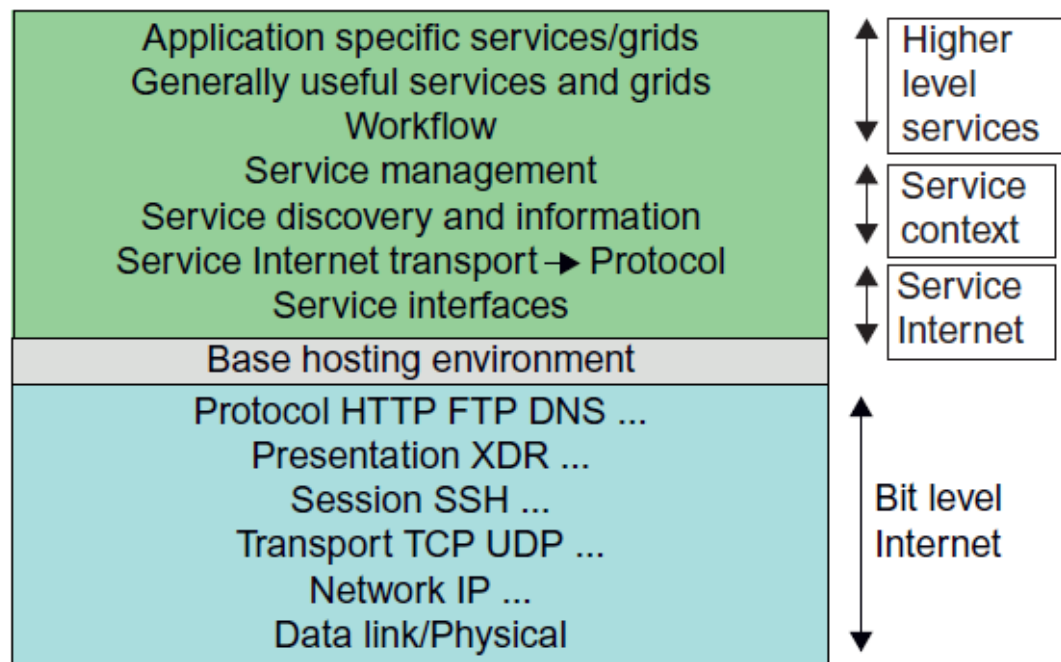 Application specific services/grids
Generally useful services and grids
Workflow
Service management
Service discovery and information
Service Internet transport → Protocol
Service interfaces
Base hosting environment
Protocol HTTP FTP DNS ...
Presentation XDR ...
Session SSH ...
Transport TCP UDP ...
Network IP ...
Data link/Physical
Higher
level
services
Service
context
Service
Internet
Bit level
Internet